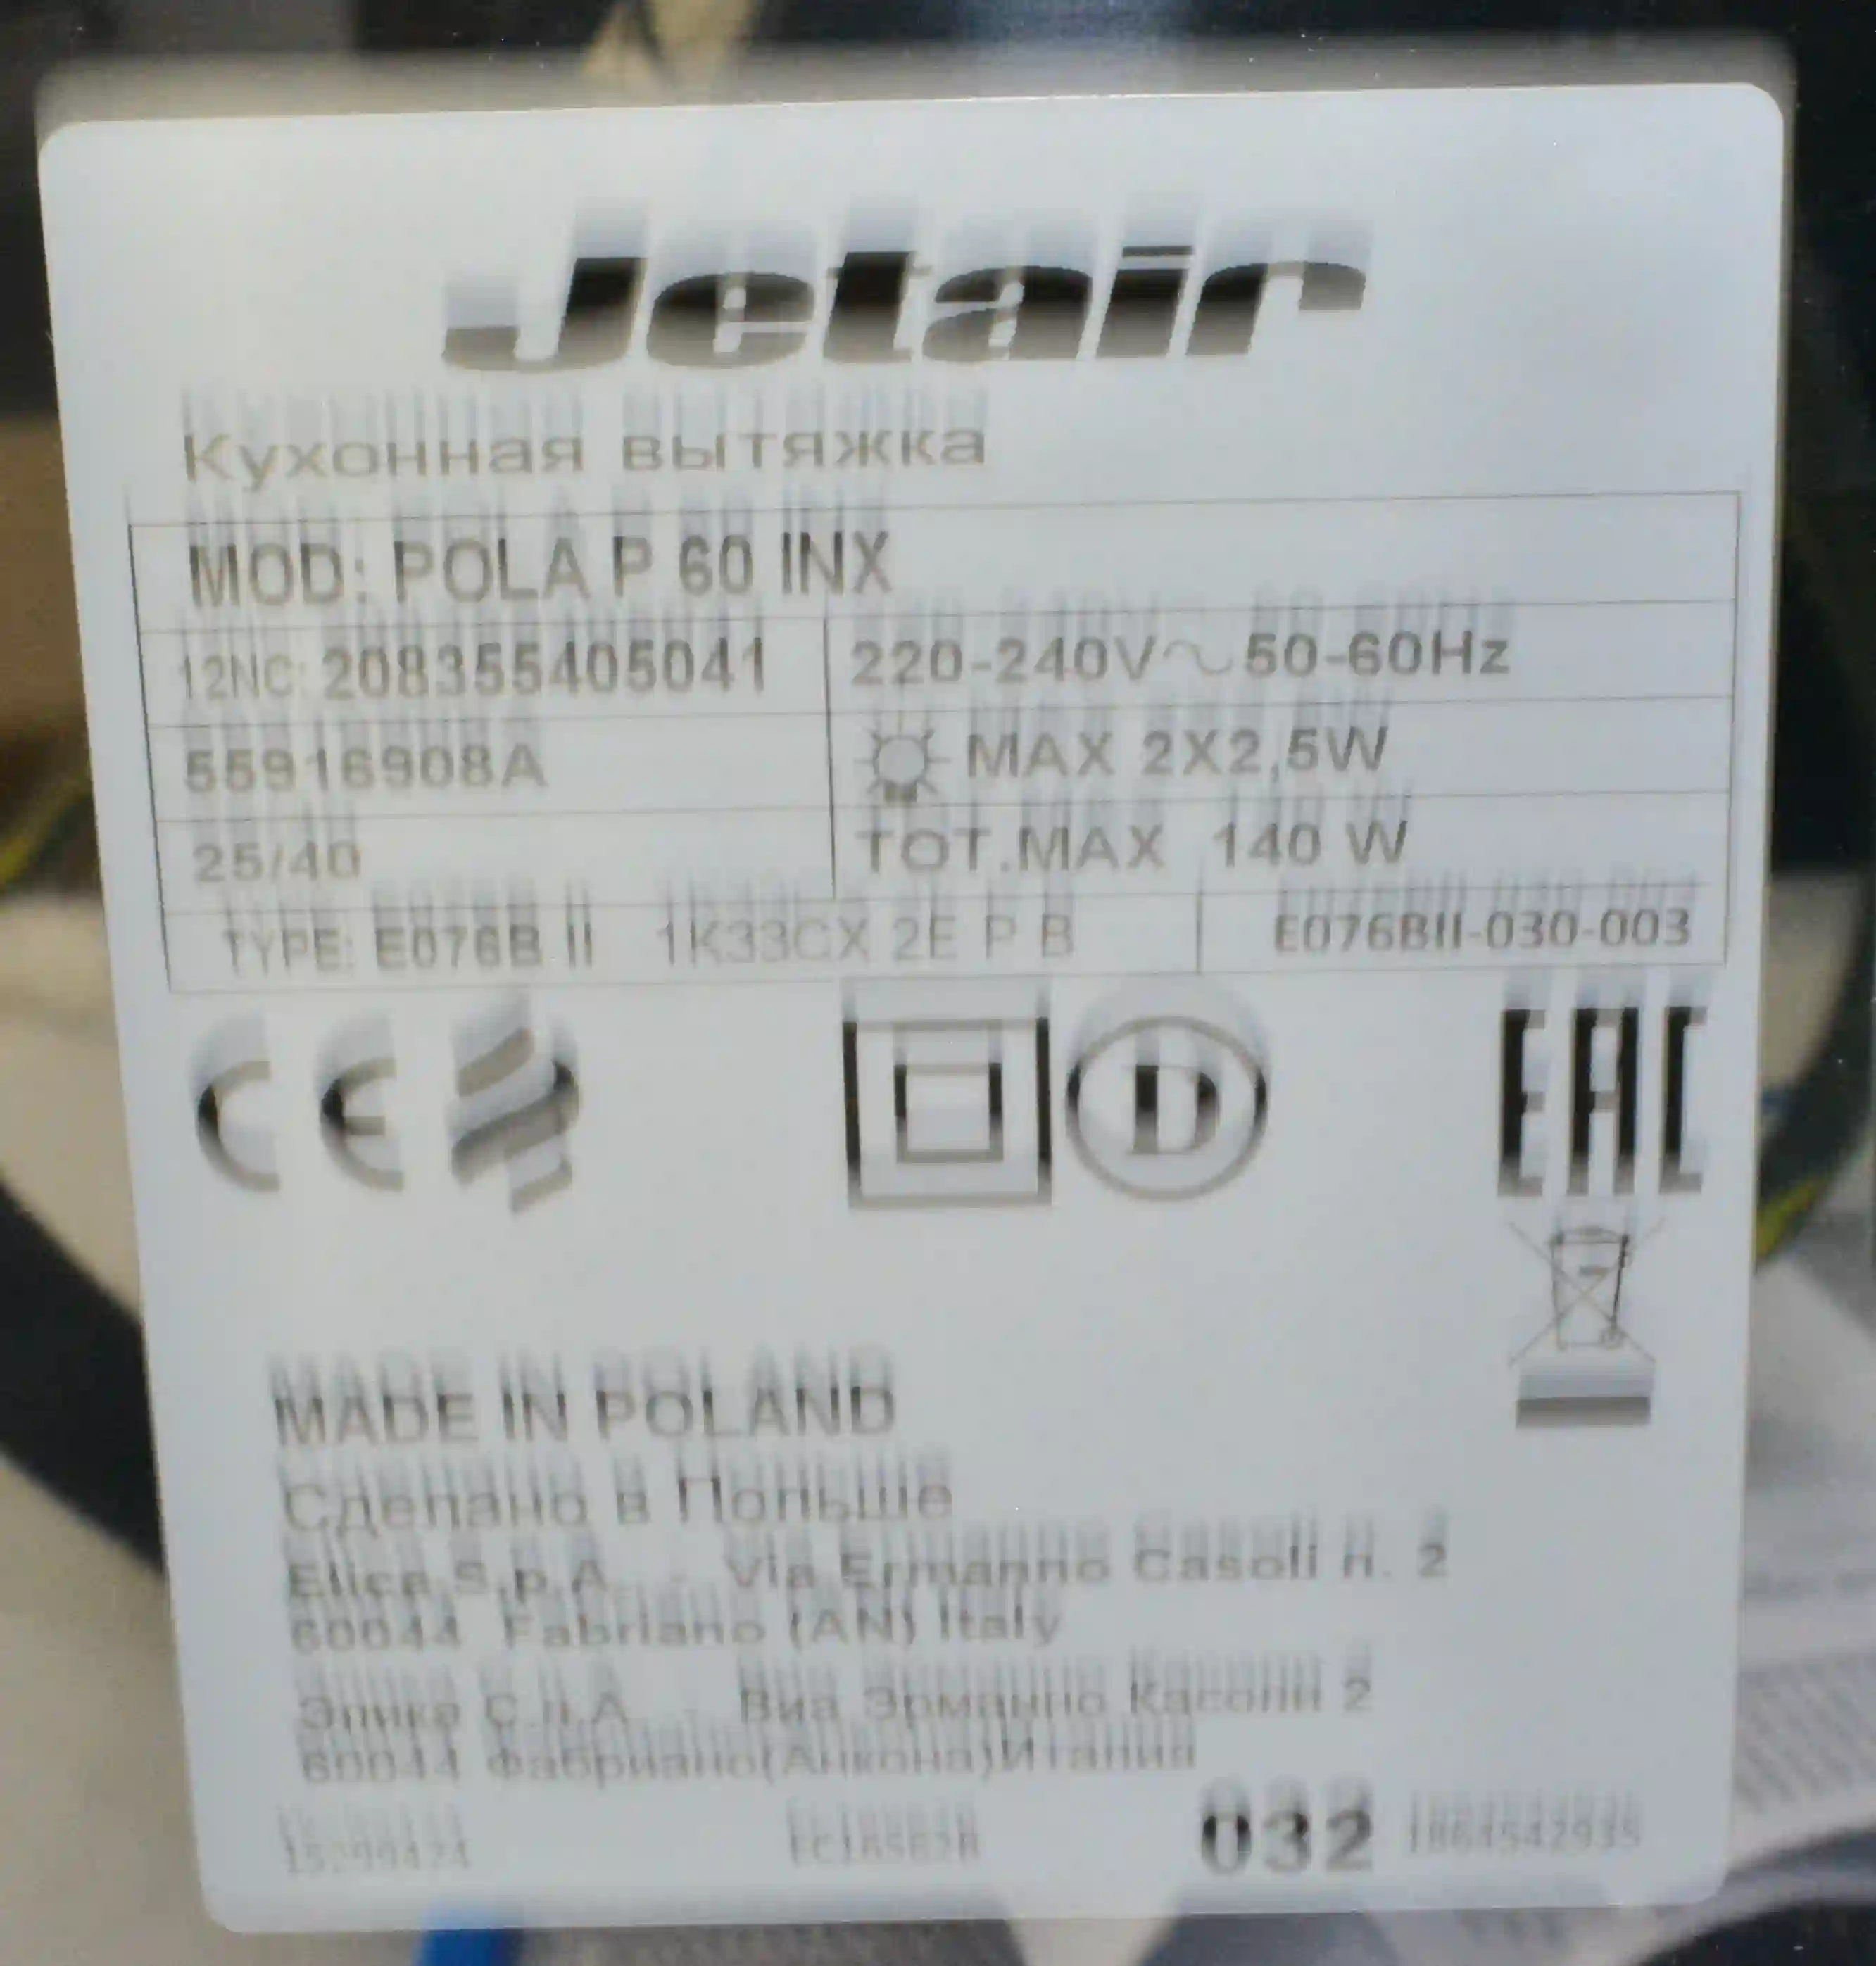 Jetair
Кухонная вытяжка
MOD: POLA P 60 INX
12NC: 208355405041 220-240V~50-60Hz
55916908A MAX 2X2,5W
25/40 TOT.MAX 140 W
TYPE: E076B II 1K33CX 2E P B E076BII-030-003
CE D EAC
MADE IN POLAND
Сделано в Польше
Elica S.p.A. - Via Ermanno Casoli n. 2
60044 Fabriano (AN) Italy
Элика С.п.А. - Виа Эрманно Касоли 2
60044 Фабриано(Анкона)Италия
032